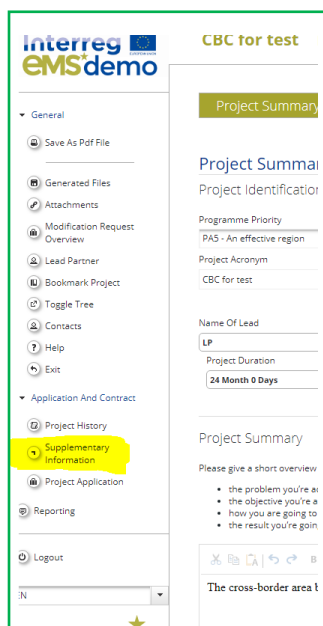 Interreg
eMS demo
General
Save As Pdf File
Generated Files
Attachments
Modification Request
Overview
Lead Partner
Bookmark Project
Toggle Tree
Contacts
Help
Exit
Application And Contract
Project History
Supplementary
Information
Project Application
Reporting
Logout
EN
CBC for test
Project Summary
Project Summa
Project Identification
Programme Priority
PA5 - An effective region
Project Acronym
CBC for test
Name Of Lead
LP
Project Duration
24 Month 0 Days
Project Summary
Please give a short overview
the problem you're a
the objective you're a
how you are going to
the result you're goin
B
The cross-border area b